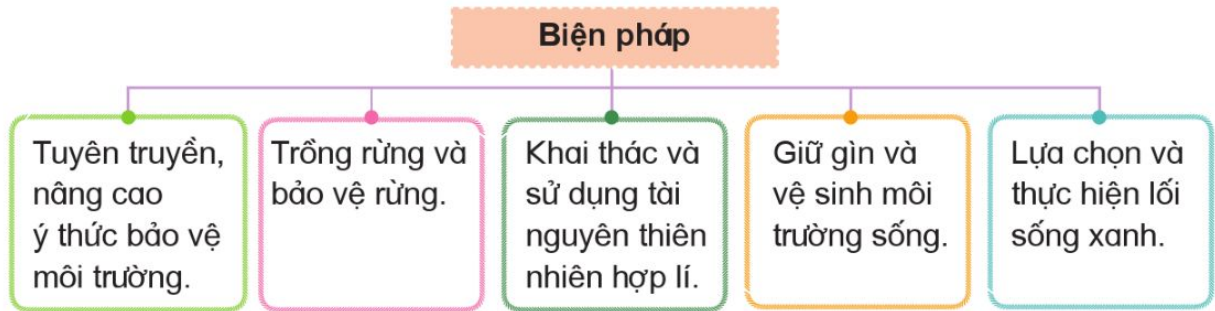 Biện pháp
Tuyên truyền,
nâng cao
ý thức bảo vệ
môi trường.
Trồng rừng và
bảo vệ rừng.
Khai thác và
sử dụng tài
nguyên thiên
nhiên hợp lí.
Giữ gìn và
vệ sinh môi
trường sống.
Lựa chọn và
thực hiện lối
sống xanh.